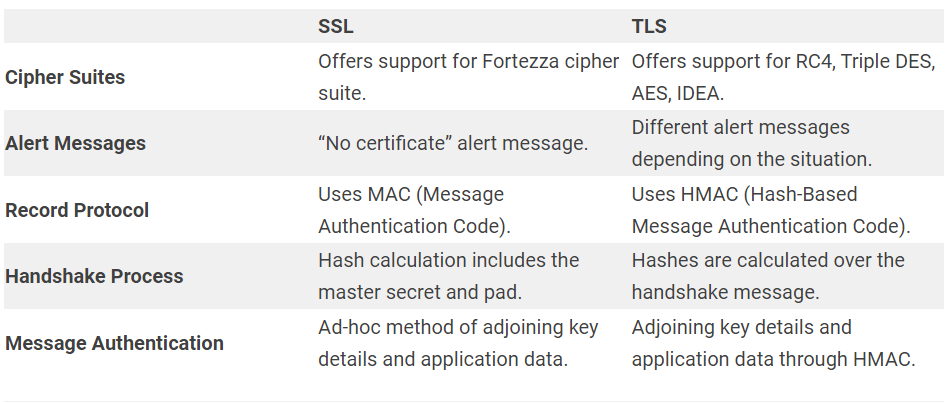 SSL TLS
Cipher Suites
Offers support for Fortezza cipher
suite.
Offers support for RC4, Triple DES,
AES, IDEA.
Alert Messages
“No certificate” alert message.
Different alert messages
depending on the situation.
Record Protocol
Uses MAC (Message
Authentication Code).
Uses HMAC (Hash-Based
Message Authentication Code).
Handshake Process
Hash calculation includes the
master secret and pad.
Hashes are calculated over the
handshake message.
Message Authentication
Ad-hoc method of adjoining key
details and application data.
Adjoining key details and
application data through HMAC.